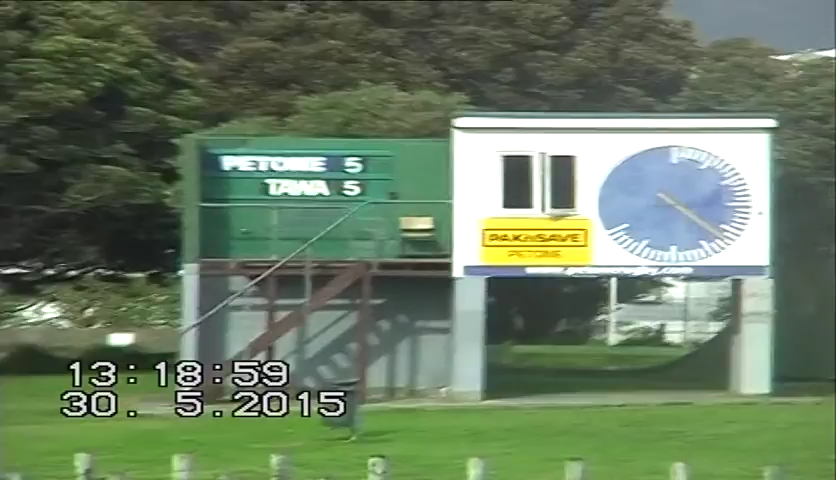 PETONE 5
TAWA 5
PAK'nSAVE
PETONE
13:18:59
30. 5.2015